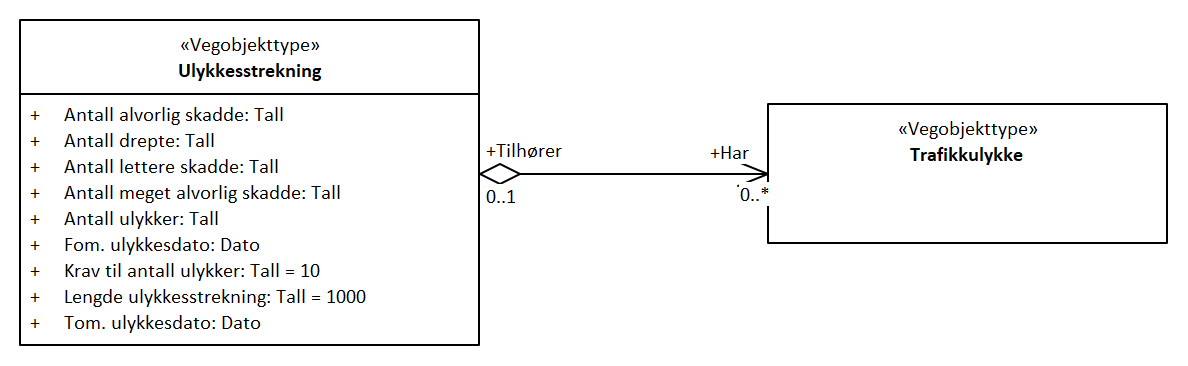 «Vegobjekttype»
Ulykkesstrekning
+ Antall alvorlig skadde: Tall
+ Antall drepte: Tall
+ Antall lettere skadde: Tall
+ Antall meget alvorlig skadde: Tall
+ Antall ulykker: Tall
+ Fom. ulykkesdato: Dato
+ Krav til antall ulykker: Tall = 10
+ Lengde ulykkesstrekning: Tall = 1000
+ Tom. ulykkesdato: Dato
+Tilhører
0..1
+Har
0..*
«Vegobjekttype»
Trafikkulykke